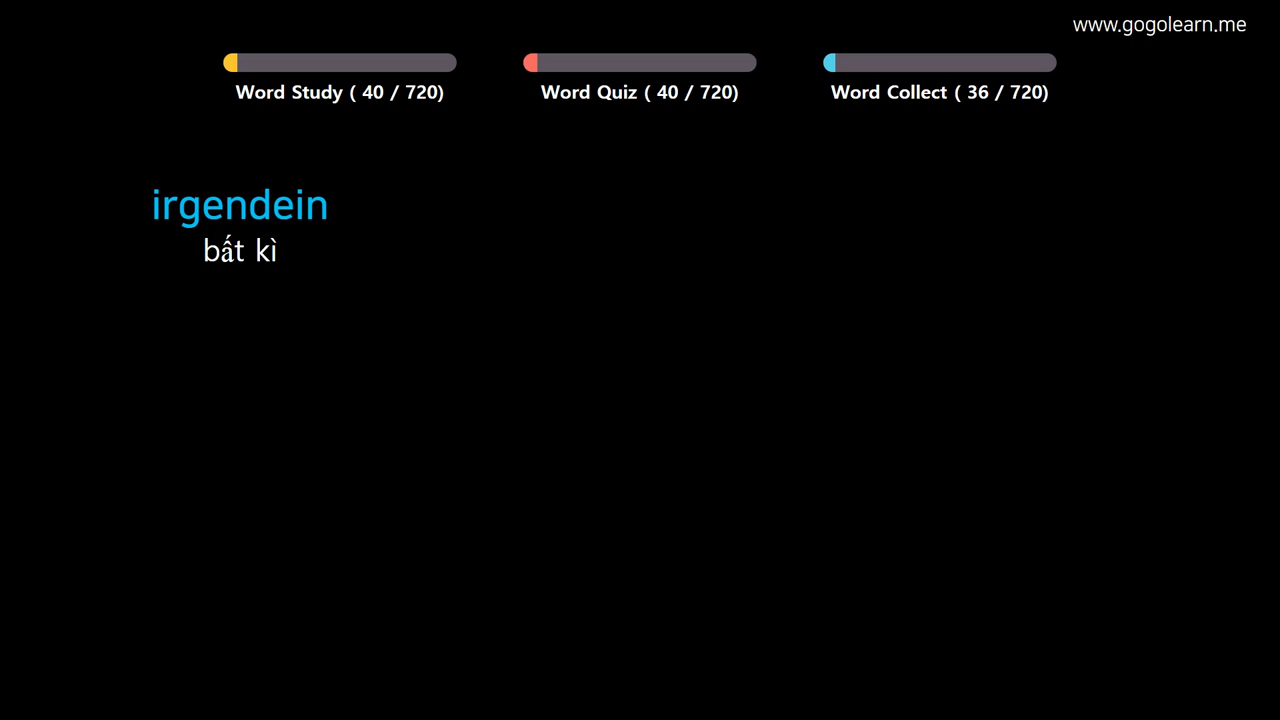 www.gogolearn.me
Word Study ( 40 / 720)
Word Quiz ( 40 / 720)
Word Collect ( 36 / 720)
irgendein
bất kì